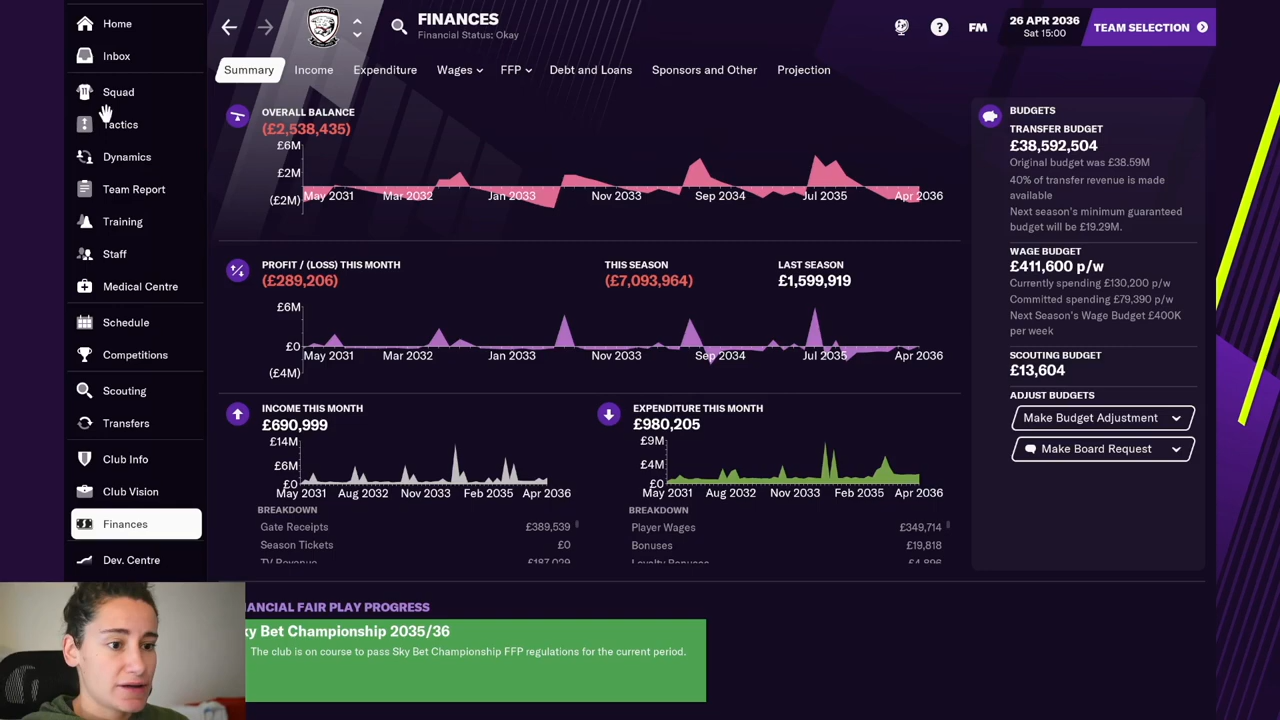 Home
Inbox
Squad
Tactics
Dynamics
Team Report
Training
Staff
Medical Centre
Schedule
Competitions
Scouting
Transfers
Club Info
Club Vision
Finances
Dev. Centre
FINANCES
Financial Status: Okay
FM
26 APR 2036
Sat 15:00
TEAM SELECTION
Summary
Income
Expenditure
Wages
FFP
Debt and Loans
Sponsors and Other
Projection
OVERALL BALANCE
(£2,538,435)
£6M
£2M
(£2M)
May 2031 Mar 2032 Jan 2033 Nov 2033 Sep 2034 Jul 2035 Apr 2036
PROFIT / (LOSS) THIS MONTH
(£289,206)
THIS SEASON
(£7,093,964)
LAST SEASON
£1,599,919
£6M
£0
(£4M)
May 2031 Mar 2032 Jan 2033 Nov 2033 Sep 2034 Jul 2035 Apr 2036
INCOME THIS MONTH
£690,999
£14M
£6M
£0
May 2031 Aug 2032 Nov 2033 Feb 2035 Apr 2036
BREAKDOWN
Gate Receipts £389,539
Season Tickets £0
TV Revenue £187,029
EXPENDITURE THIS MONTH
£980,205
£9M
£4M
£0
May 2031 Aug 2032 Nov 2033 Feb 2035 Apr 2036
BREAKDOWN
Player Wages £349,714
Bonuses £19,818
Loyalty Bonuses £4,896
BUDGETS
TRANSFER BUDGET
£38,592,504
Original budget was £38.59M
40% of transfer revenue is made
available
Next season's minimum guaranteed
budget will be £19.29M.
WAGE BUDGET
£411,600 p/w
Currently spending £130,200 p/w
Committed spending £79,390 p/w
Next Season's Wage Budget £400K
per week
SCOUTING BUDGET
£13,604
ADJUST BUDGETS
Make Budget Adjustment
Make Board Request
NANCIAL FAIR PLAY PROGRESS
ky Bet Championship 2035/36
The club is on course to pass Sky Bet Championship FFP regulations for the current period.